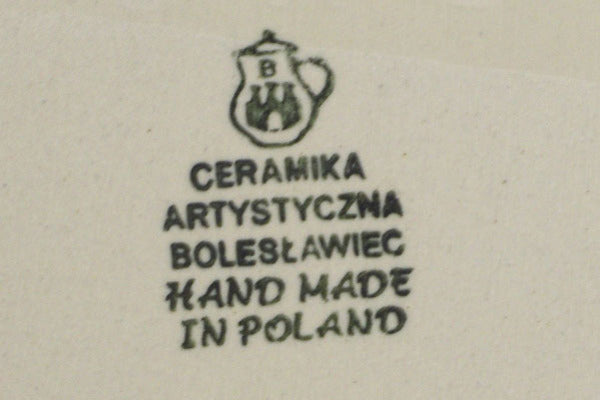 B
CERAMIKA
ARTYSTYCZNA
BOLESŁAWIEC
HAND MADE
IN POLAND